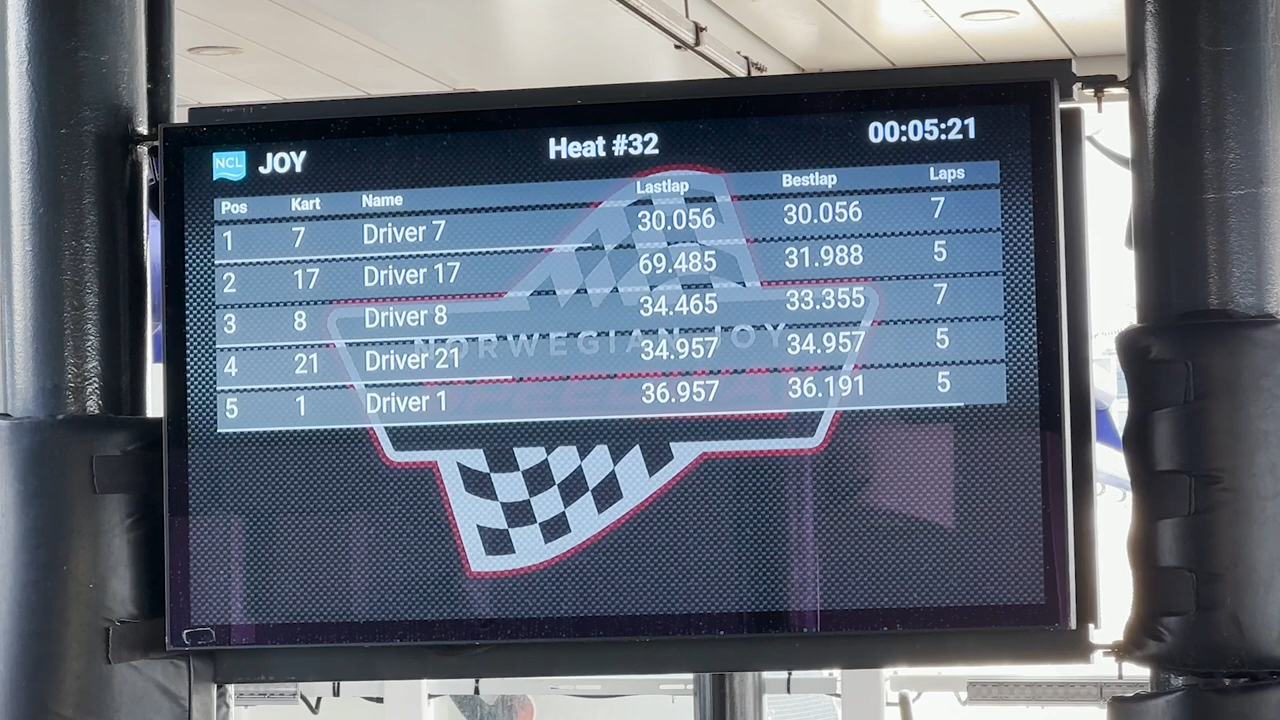 NCL JOY Heat #32 00:05:21
Pos Kart Name Lastlap Bestlap Laps
1 7 Driver 7 30.056 30.056 7
2 17 Driver 17 69.485 31.988 5
3 8 Driver 8 34.465 33.355 7
NORWEGIAN JOY
4 21 Driver 21 34.957 34.957 5
5 1 Driver 1 36.957 36.191 5